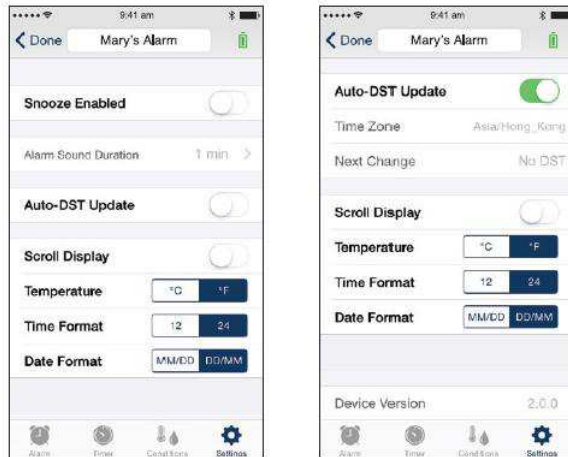 9:41 am
Done Mary's Alarm
Snooze Enabled
Alarm Sound Duration 1 min
Auto-DST Update
Scroll Display
Temperature °C °F
Time Format 12 24
Date Format MM/DD DD/MM
Alarm Timer Conditions Settings
9:41 am
Done Mary's Alarm
Auto-DST Update
Time Zone Asia/Hong_Kong
Next Change No DST
Scroll Display
Temperature °C °F
Time Format 12 24
Date Format MM/DD DD/MM
Device Version 2.0.0
Alarm Timer Conditions Settings